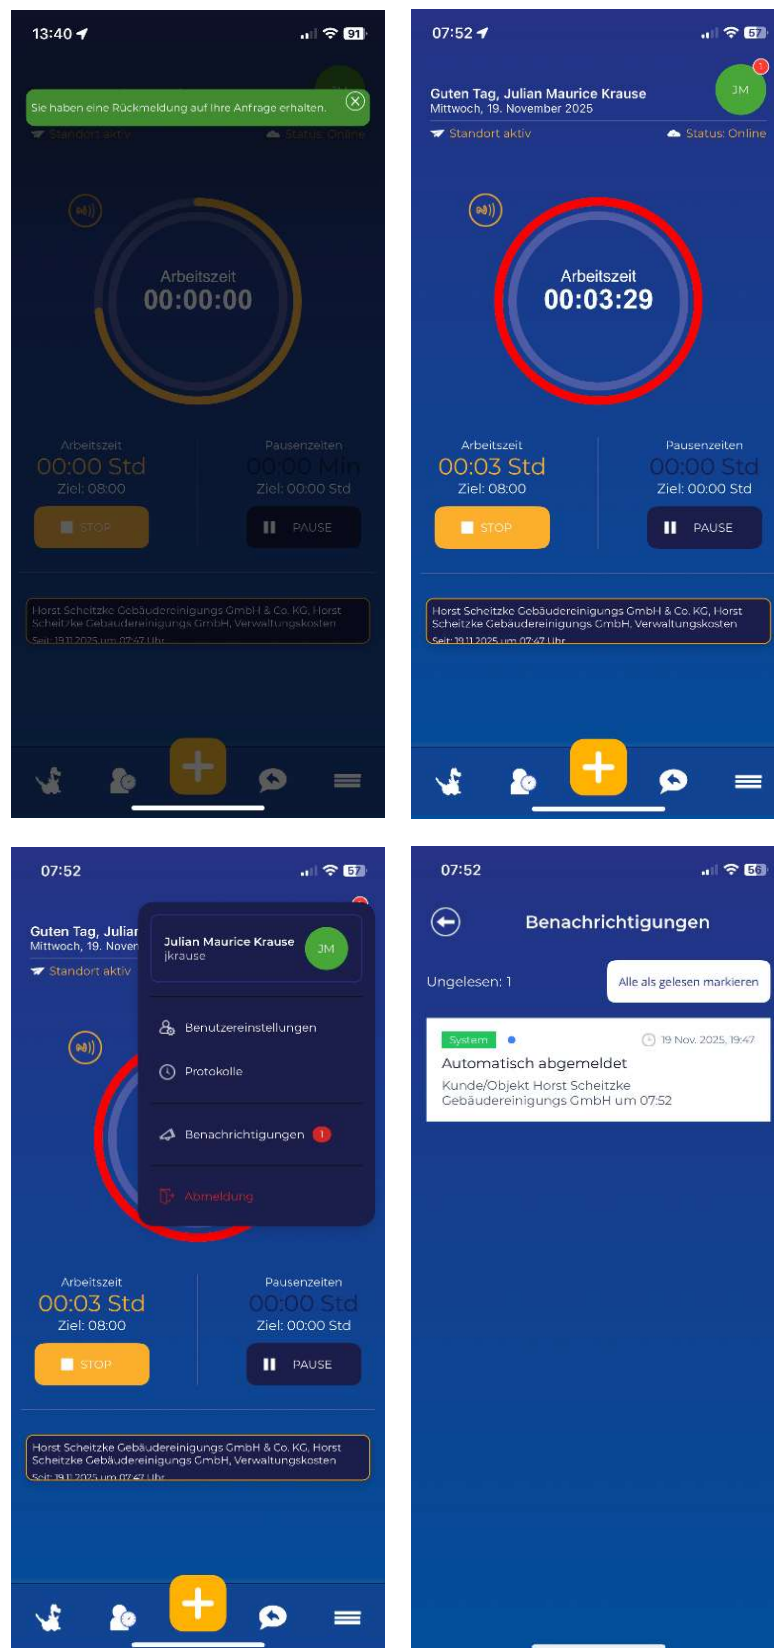 13:40
91
Sie haben eine Rückmeldung auf Ihre Anfrage erhalten.
Standort aktiv
Status: Online
Arbeitszeit
00:00:00
Arbeitszeit
00:00 Std
Ziel: 08:00
Pausenzeiten
00:00 Min
Ziel: 00:00 Std
STOP
PAUSE
Horst Scheitzke Gebäudereinigungs GmbH & Co. KG, Horst
Scheitzke Gebäudereinigungs GmbH, Verwaltungskosten
Seit: 19.11.2025 um 07:47 Uhr
07:52
57
1
JM
Guten Tag, Julian Maurice Krause
Mittwoch, 19. November 2025
Standort aktiv
Status: Online
Arbeitszeit
00:03:29
Arbeitszeit
00:03 Std
Ziel: 08:00
Pausenzeiten
00:00 Std
Ziel: 00:00 Std
STOP
PAUSE
Horst Scheitzke Gebäudereinigungs GmbH & Co. KG, Horst
Scheitzke Gebäudereinigungs GmbH, Verwaltungskosten
Seit: 19.11.2025 um 07:47 Uhr
07:52
57
Guten Tag, Julian
Mittwoch, 19. Novem
Standort aktiv
Julian Maurice Krause
jkrause
JM
Benutzereinstellungen
Protokolle
Benachrichtigungen 1
Abmeldung
Arbeitszeit
00:03 Std
Ziel: 08:00
Pausenzeiten
00:00 Std
Ziel: 00:00 Std
STOP
PAUSE
Horst Scheitzke Gebäudereinigungs GmbH & Co. KG, Horst
Scheitzke Gebäudereinigungs GmbH, Verwaltungskosten
Seit: 19.11.2025 um 07:47 Uhr
07:52
56
Benachrichtigungen
Ungelesen: 1
Alle als gelesen markieren
System
19 Nov. 2025, 19:47
Automatisch abgemeldet
Kunde/Objekt Horst Scheitzke
Gebäudereinigungs GmbH um 07:52